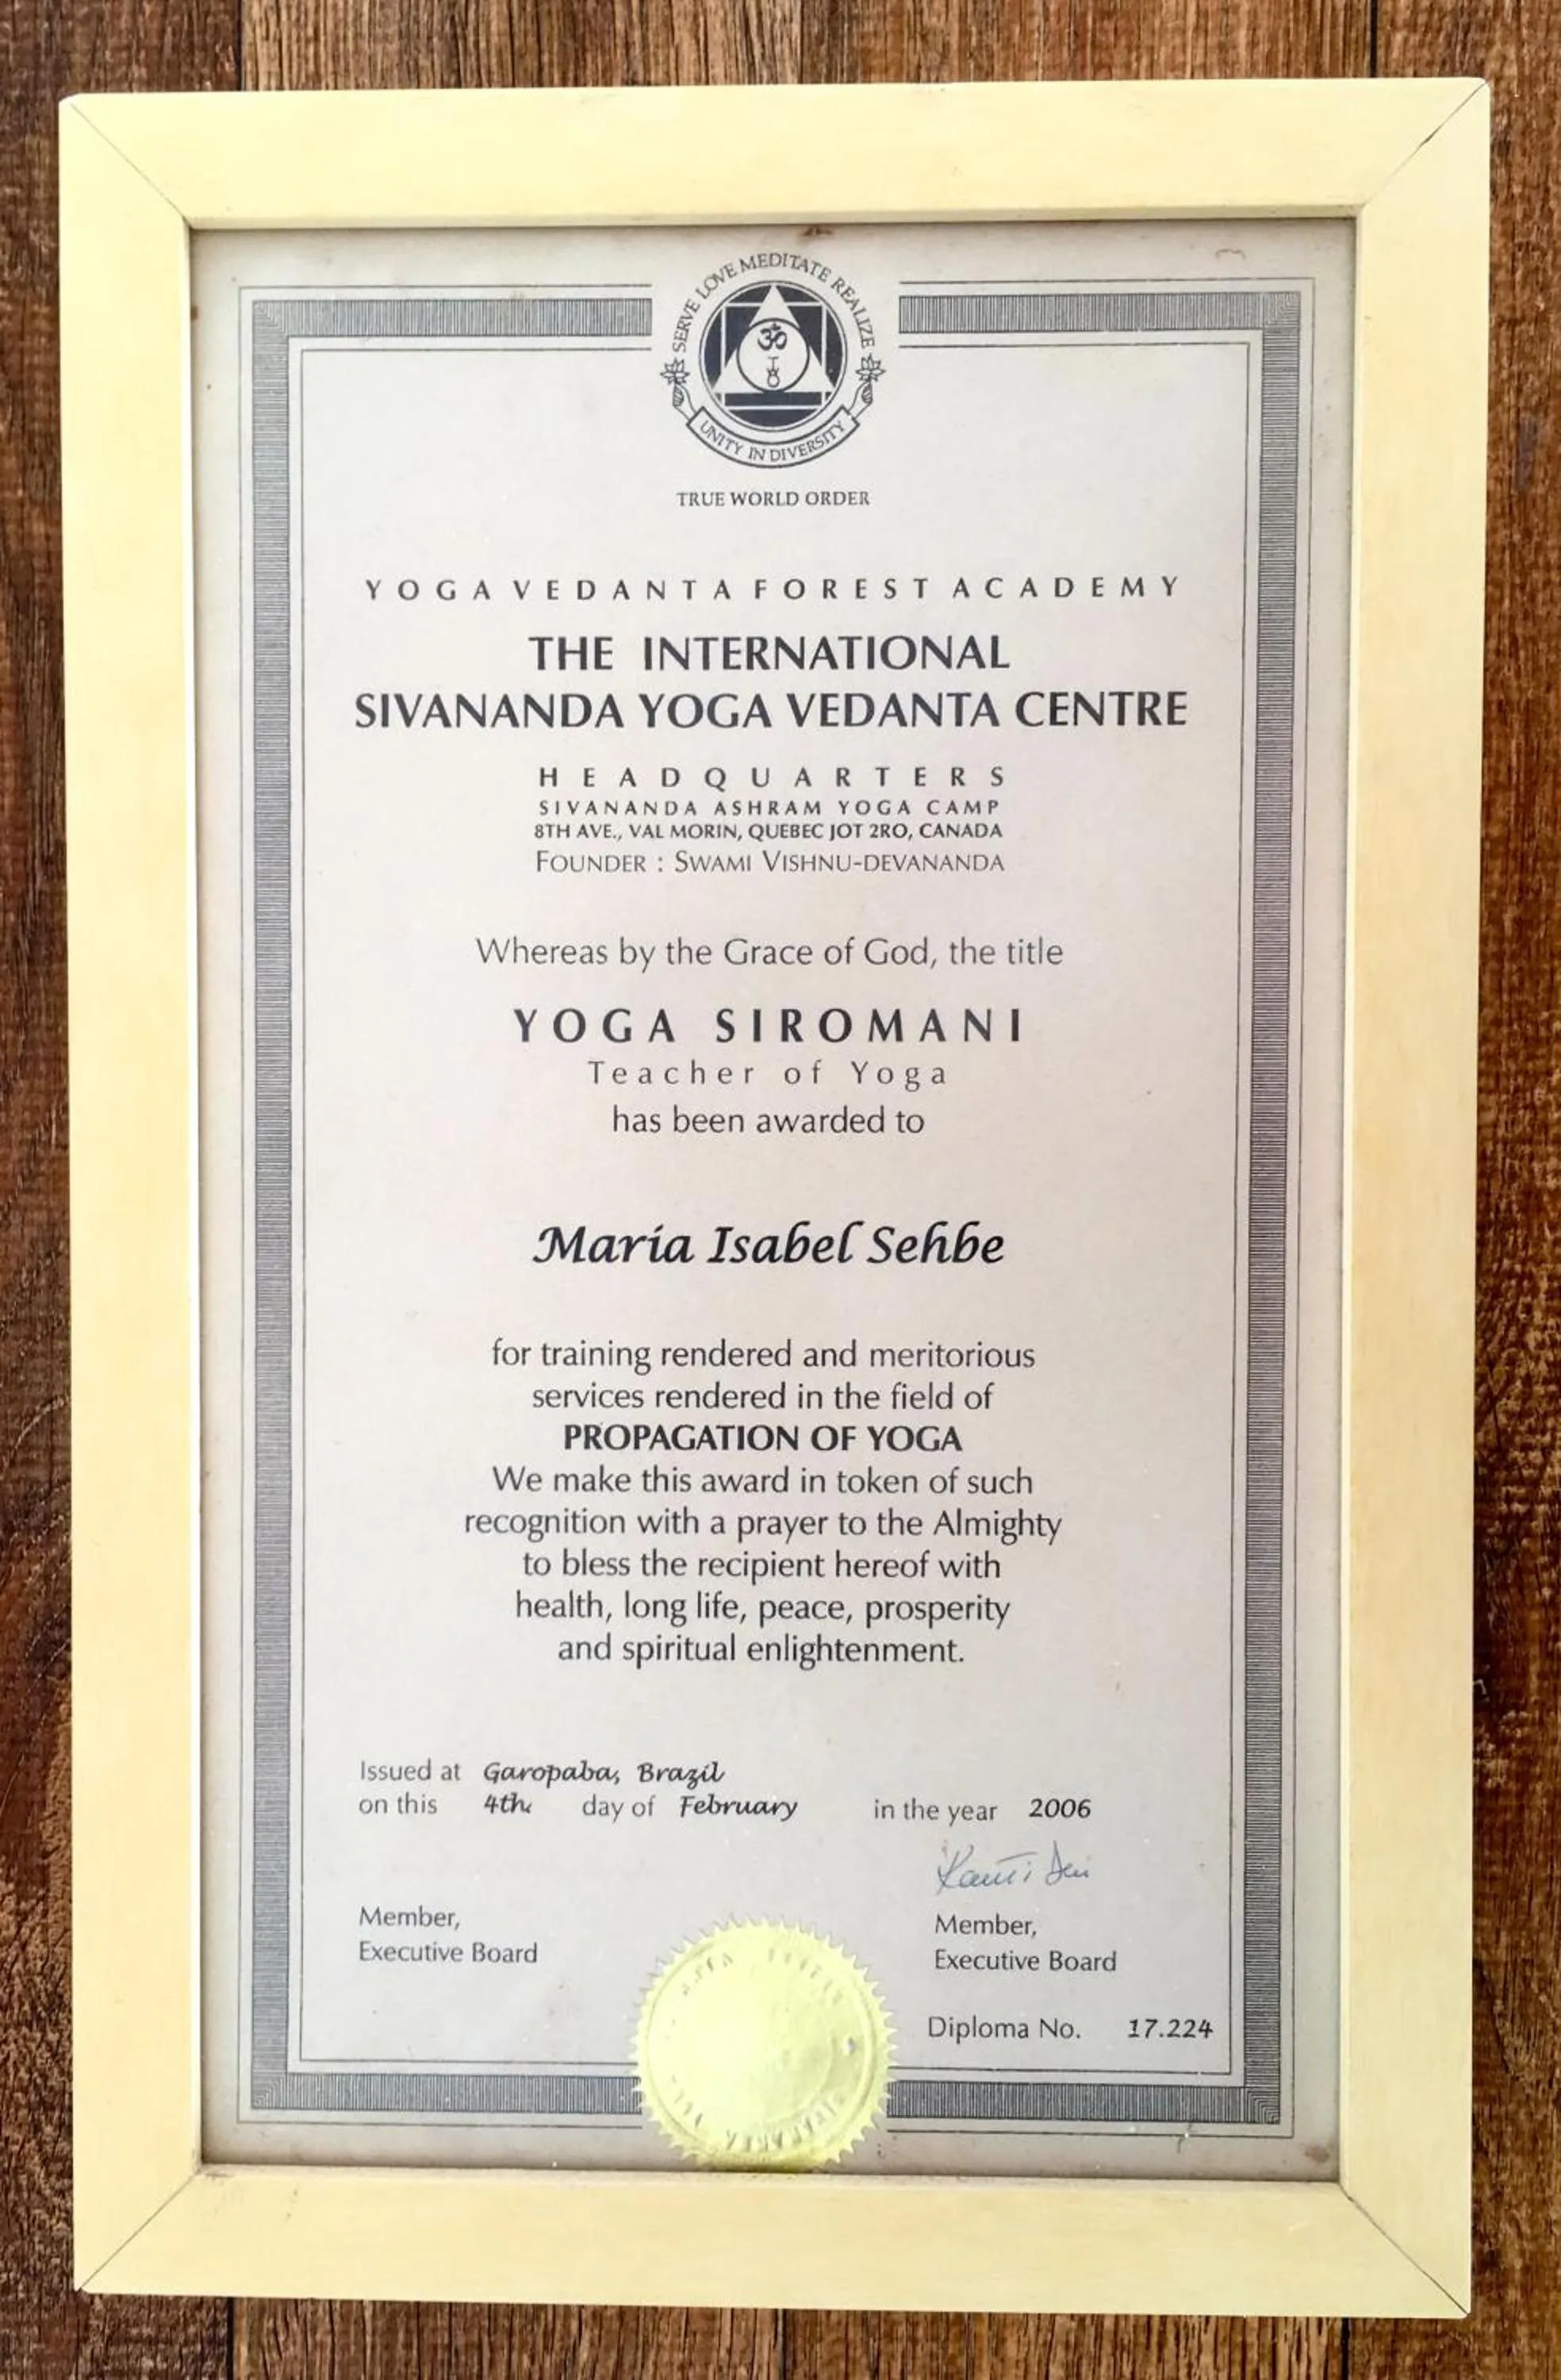 SERVE LOVE MEDITATE REALIZE
ॐ
UNITY IN DIVERSITY
TRUE WORLD ORDER
YOGA VEDANTA FOREST ACADEMY
THE INTERNATIONAL
SIVANANDA YOGA VEDANTA CENTRE
HEADQUARTERS
SIVANANDA ASHRAM YOGA CAMP
8TH AVE., VAL MORIN, QUEBEC JOT 2RO, CANADA
FOUNDER : SWAMI VISHNU-DEVANANDA
Whereas by the Grace of God, the title
YOGA SIROMANI
Teacher of Yoga
has been awarded to
Maria Isabel Sehbe
for training rendered and meritorious
services rendered in the field of
PROPAGATION OF YOGA
We make this award in token of such
recognition with a prayer to the Almighty
to bless the recipient hereof with
health, long life, peace, prosperity
and spiritual enlightenment.
Issued at Garopaba, Brazil
on this 4th day of February in the year 2006
Member,
Executive Board
Member,
Executive Board
Diploma No. 17.224